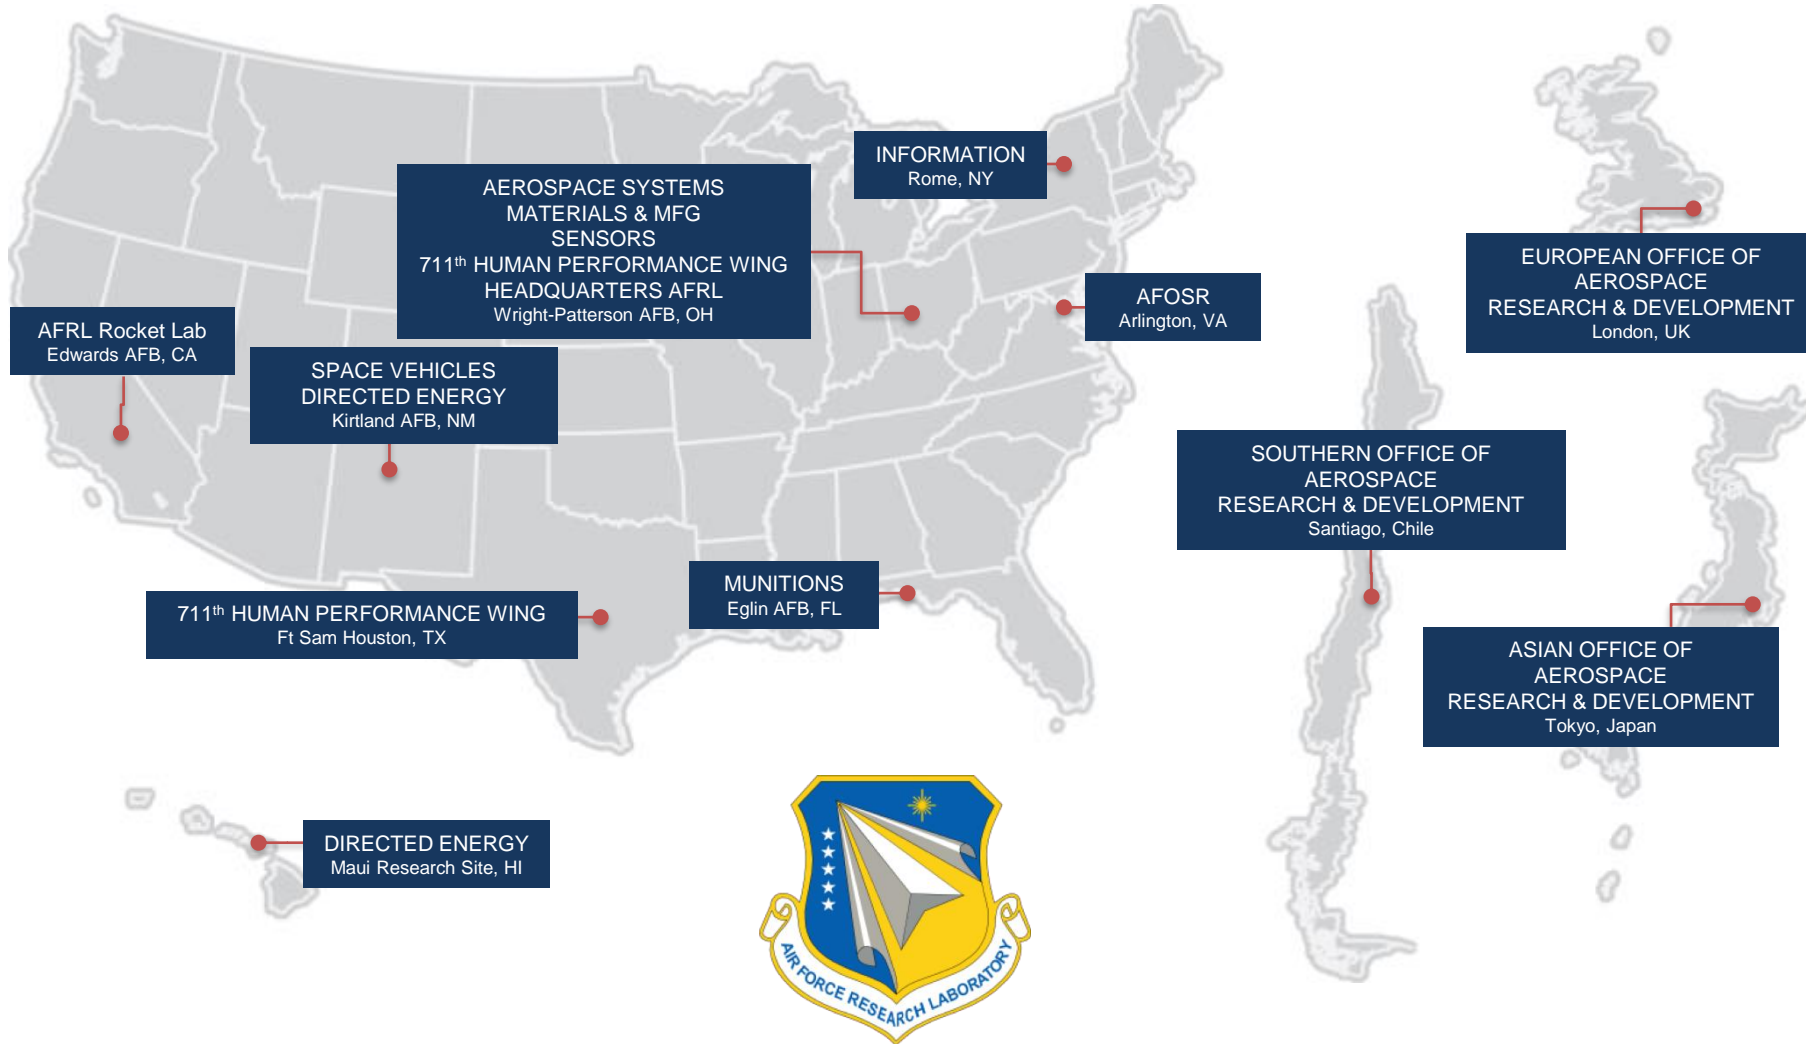 INFORMATION
Rome, NY
AEROSPACE SYSTEMS
MATERIALS & MFG
SENSORS
711th HUMAN PERFORMANCE WING
HEADQUARTERS AFRL
Wright-Patterson AFB, OH
EUROPEAN OFFICE OF
AEROSPACE
RESEARCH & DEVELOPMENT
London, UK
AFOSR
Arlington, VA
AFRL Rocket Lab
Edwards AFB, CA
SPACE VEHICLES
DIRECTED ENERGY
Kirtland AFB, NM
SOUTHERN OFFICE OF
AEROSPACE
RESEARCH & DEVELOPMENT
Santiago, Chile
MUNITIONS
Eglin AFB, FL
711th HUMAN PERFORMANCE WING
Ft Sam Houston, TX
ASIAN OFFICE OF
AEROSPACE
RESEARCH & DEVELOPMENT
Tokyo, Japan
DIRECTED ENERGY
Maui Research Site, HI
AIR FORCE RESEARCH LABORATORY